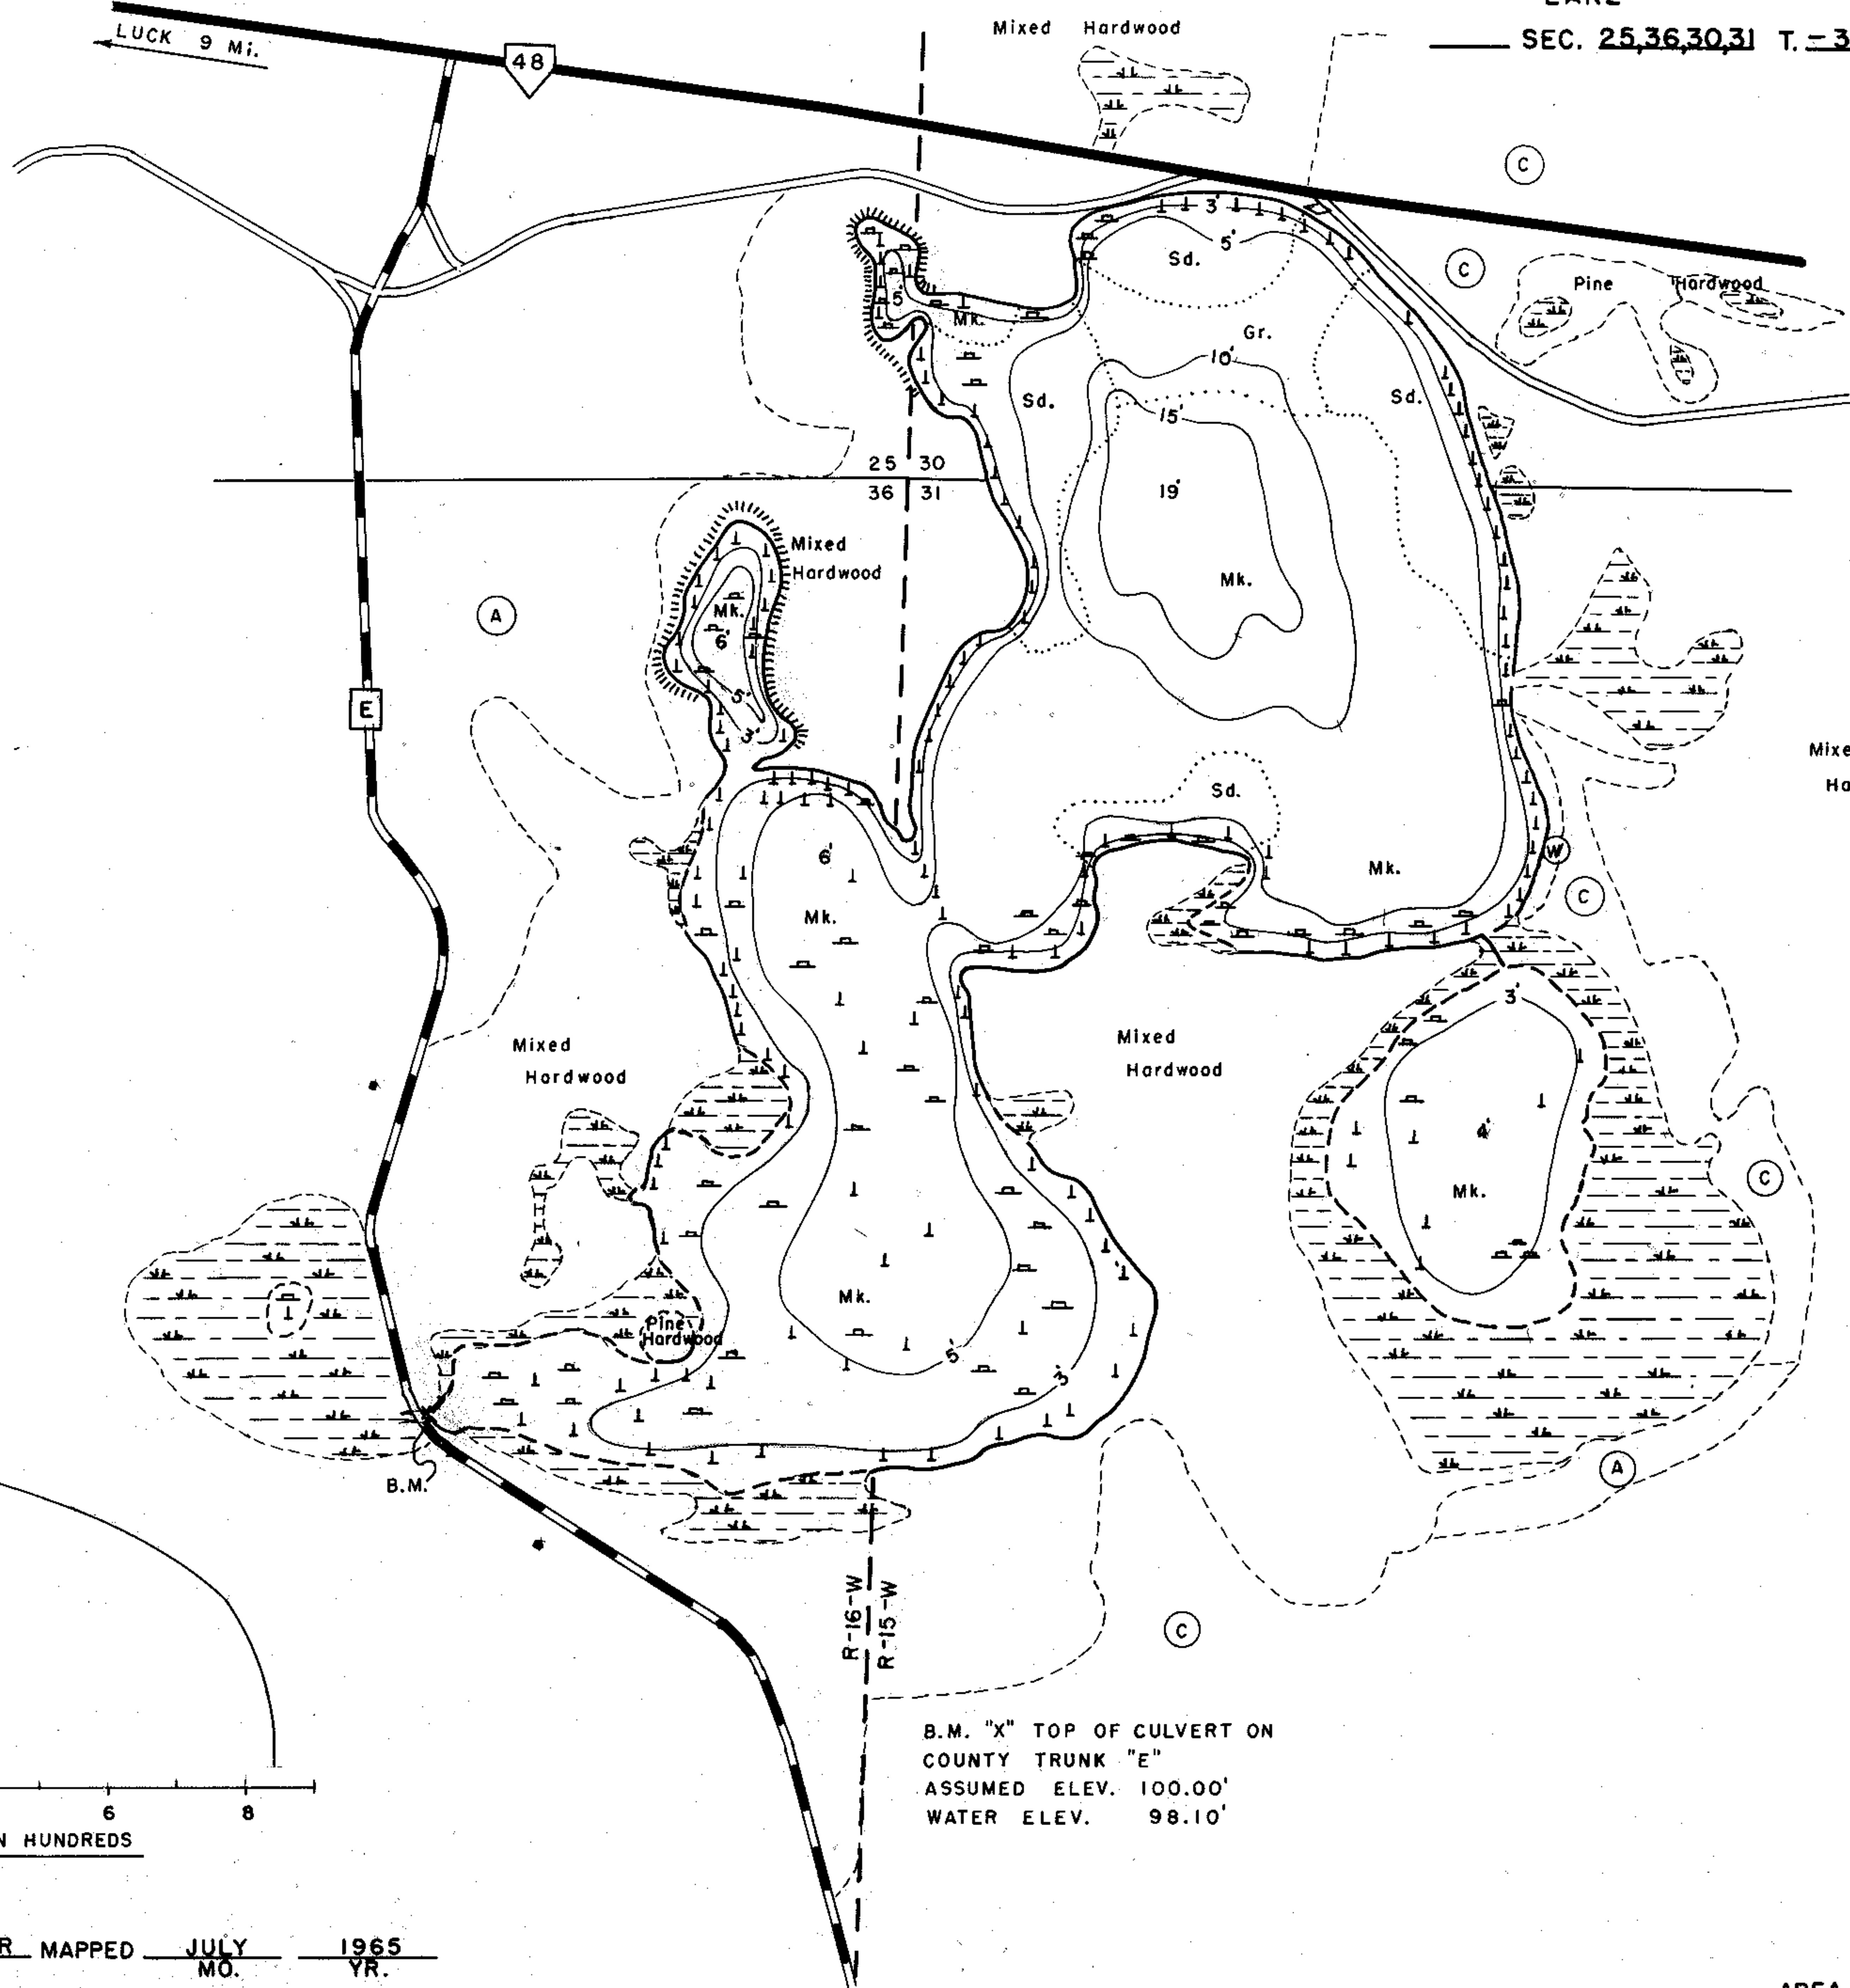 LUCK 9 Mi.
48
Mixed Hardwood
SEC. 25,36,30,31 T.
C
3'
5'
Sd.
C
Pine Hardwood
5'
Mk.
Gr.
10'
Sd.
Sd.
15'
25 30
36 31
19'
Mixed
Hardwood
Mk.
A
Mk.
6'
E
5'
3'
Sd.
6'
Mk.
W
C
Mk.
3'
Mixed
Hardwood
Mixed
Hardwood
4'
C
Mk.
Mk.
Pine
Hardwood
5'
3'
B.M.
A
R-16-W
R-15-W
C
B.M. "X" TOP OF CULVERT ON
COUNTY TRUNK "E"
ASSUMED ELEV. 100.00'
WATER ELEV. 98.10'
6 8
HUNDREDS
MAPPED JULY 1965
MO. YR.